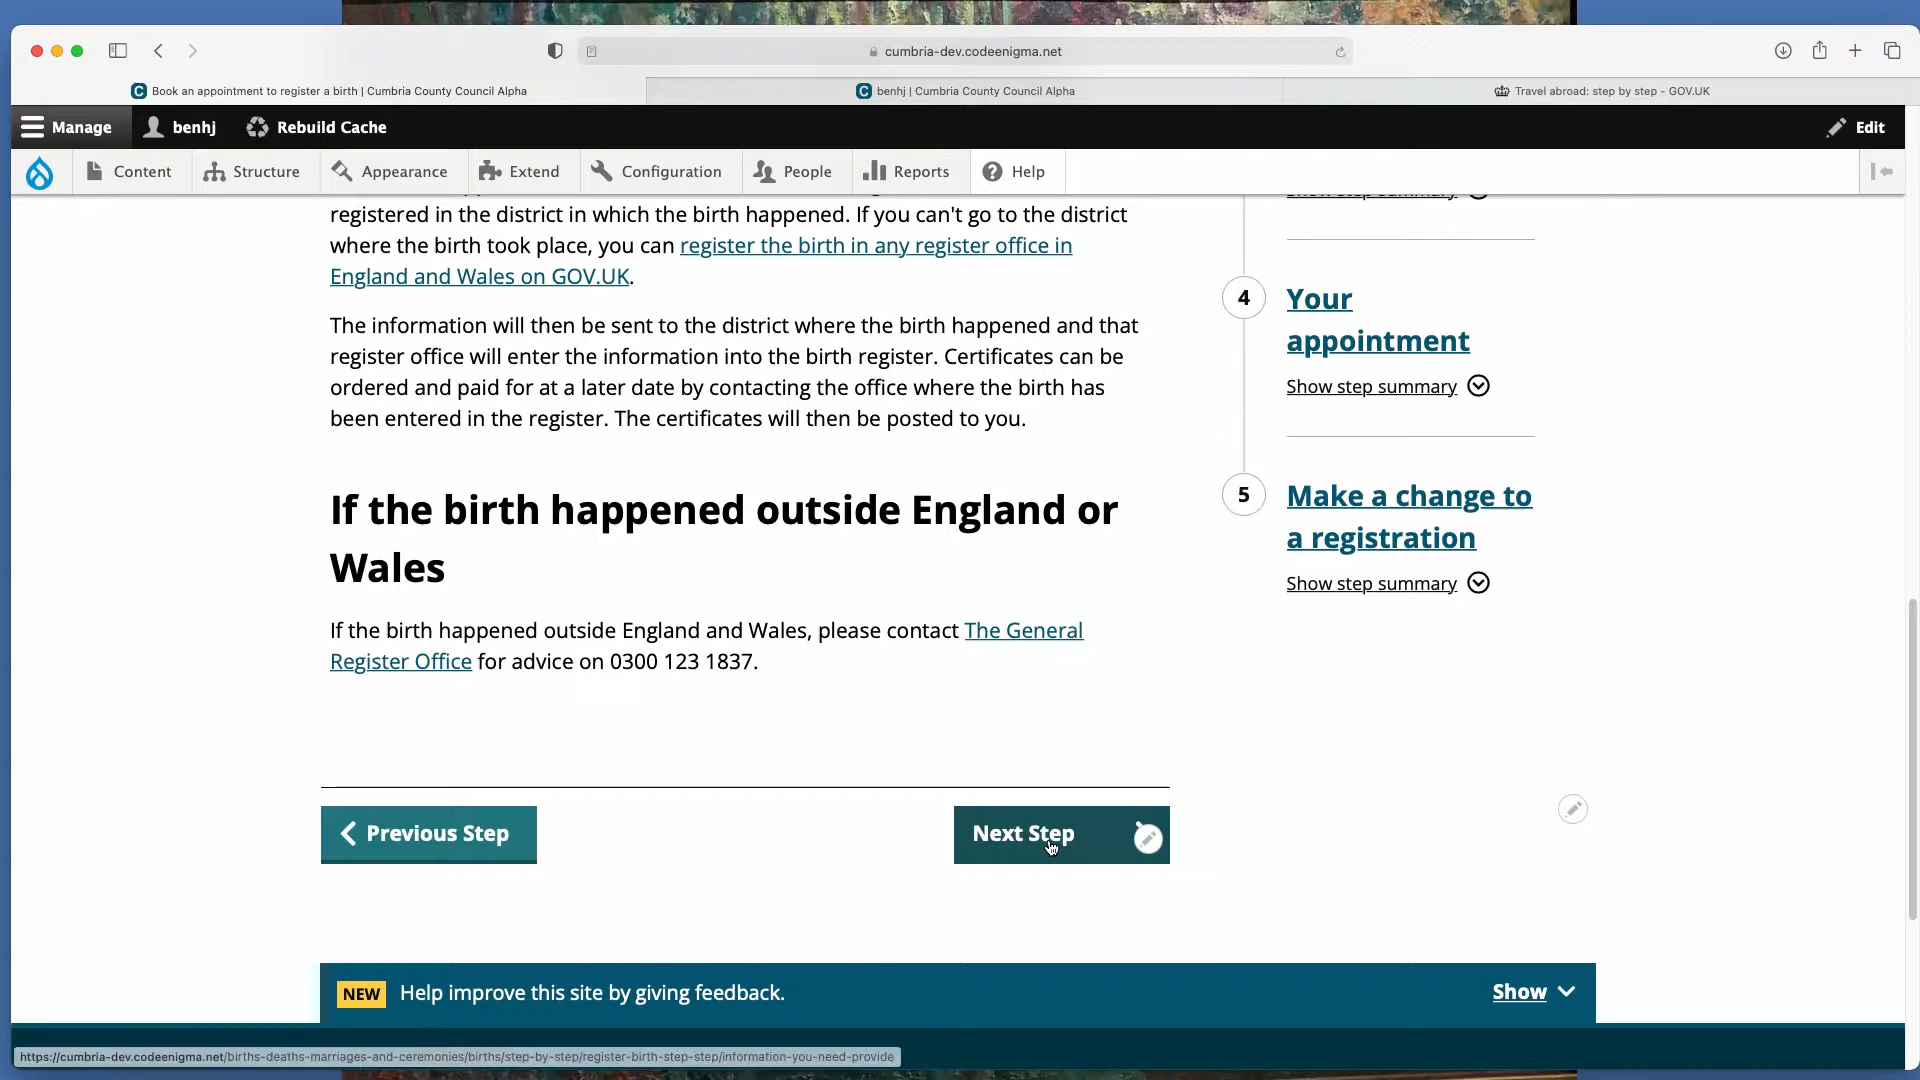 cumbria-dev.codeenigma.net
Book an appointment to register a birth | Cumbria County Council Alpha
benhj | Cumbria County Council Alpha
Travel abroad: step by step - GOV.UK
Manage
benhj
Rebuild Cache
Edit
Content
Structure
Appearance
Extend
Configuration
People
Reports
Help
registered in the district in which the birth happened. If you can't go to the district
where the birth took place, you can register the birth in any register office in
England and Wales on GOV.UK.
The information will then be sent to the district where the birth happened and that
register office will enter the information into the birth register. Certificates can be
ordered and paid for at a later date by contacting the office where the birth has
been entered in the register. The certificates will then be posted to you.
If the birth happened outside England or
Wales
If the birth happened outside England and Wales, please contact The General
Register Office for advice on 0300 123 1837.
Previous Step
Next Step
Show step summary
4
Your
appointment
Show step summary
5
Make a change to
a registration
Show step summary
NEW Help improve this site by giving feedback.
Show
https://cumbria-dev.codeenigma.net/births-deaths-marriages-and-ceremonies/births/step-by-step/register-birth-step-step/information-you-need-provide